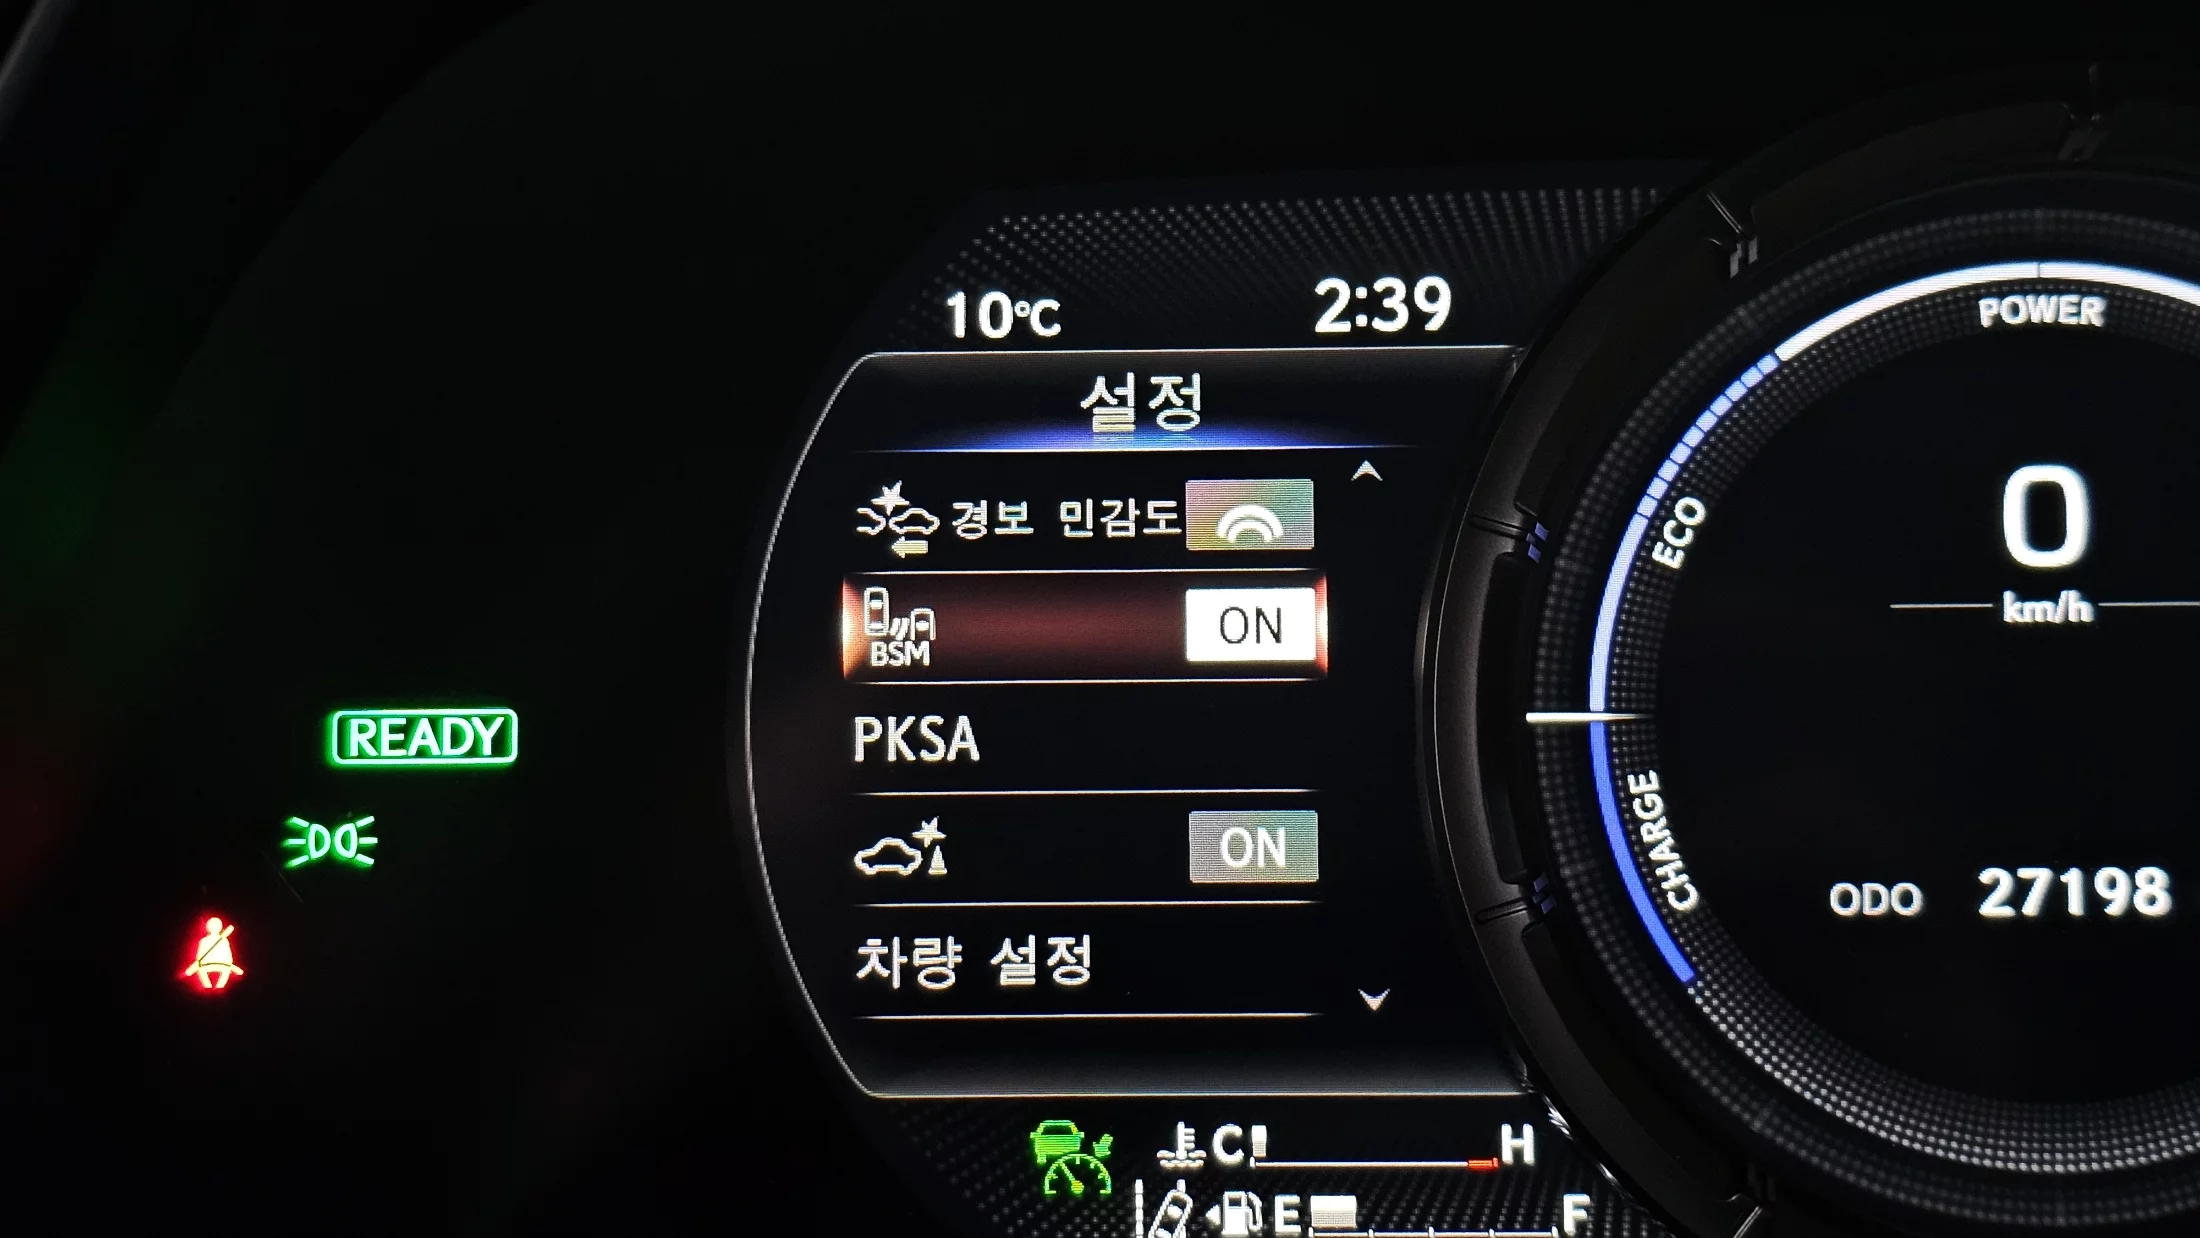 10℃
2:39
설정
경보 민감도
BSM
ON
PKSA
ON
차량 설정
READY
POWER
ECO
CHARGE
0
km/h
ODO 27198
C H
E F